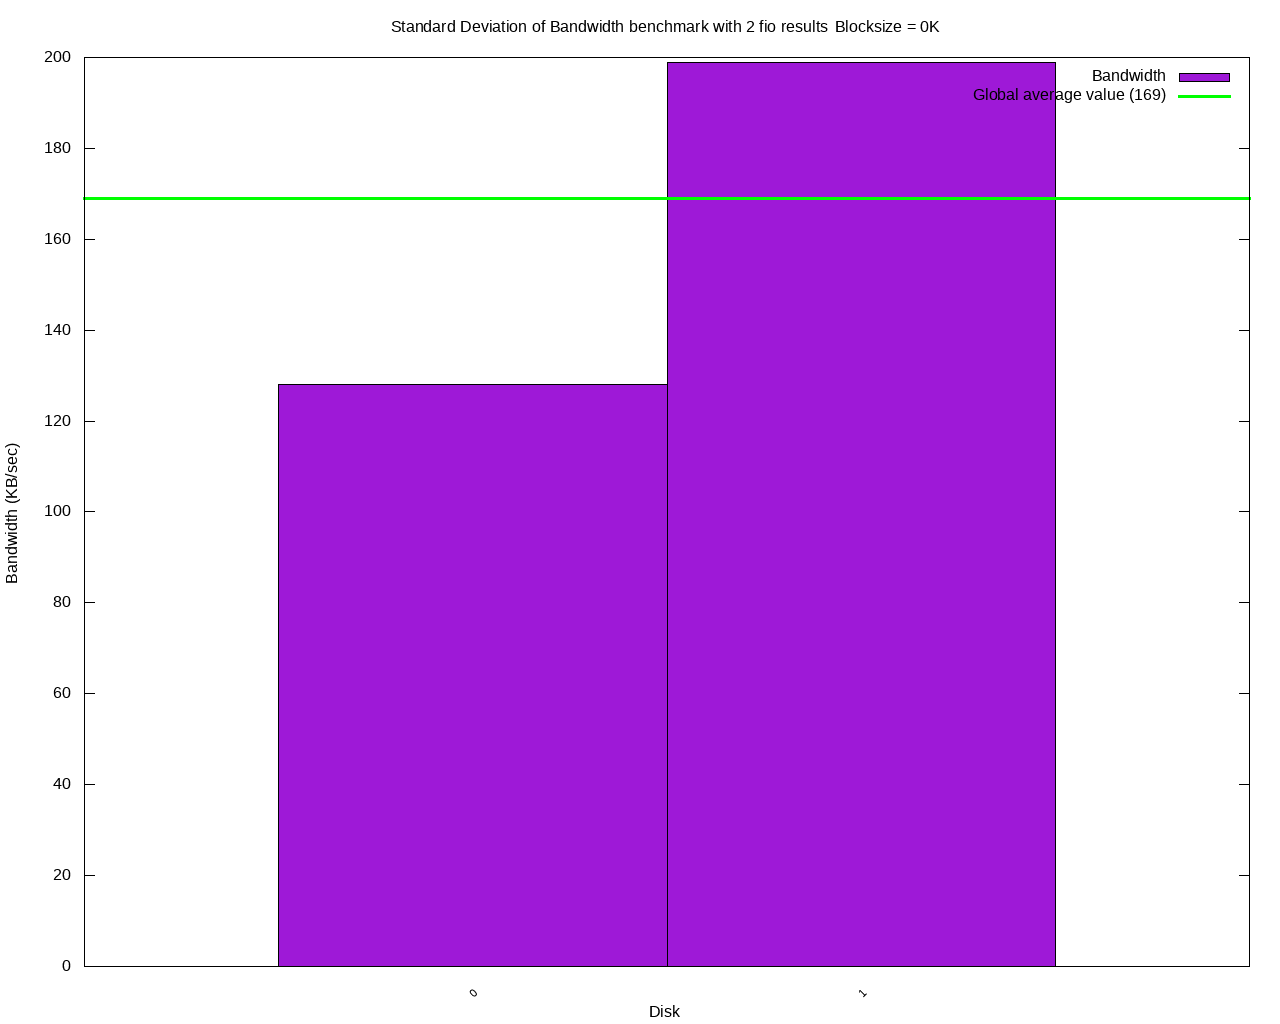 Standard Deviation of Bandwidth benchmark with 2 fio results Blocksize = 0K
200
180
160
140
120
100
80
60
40
20
0
Bandwidth
Global average value (169)
Bandwidth (KB/sec)
0
1
Disk